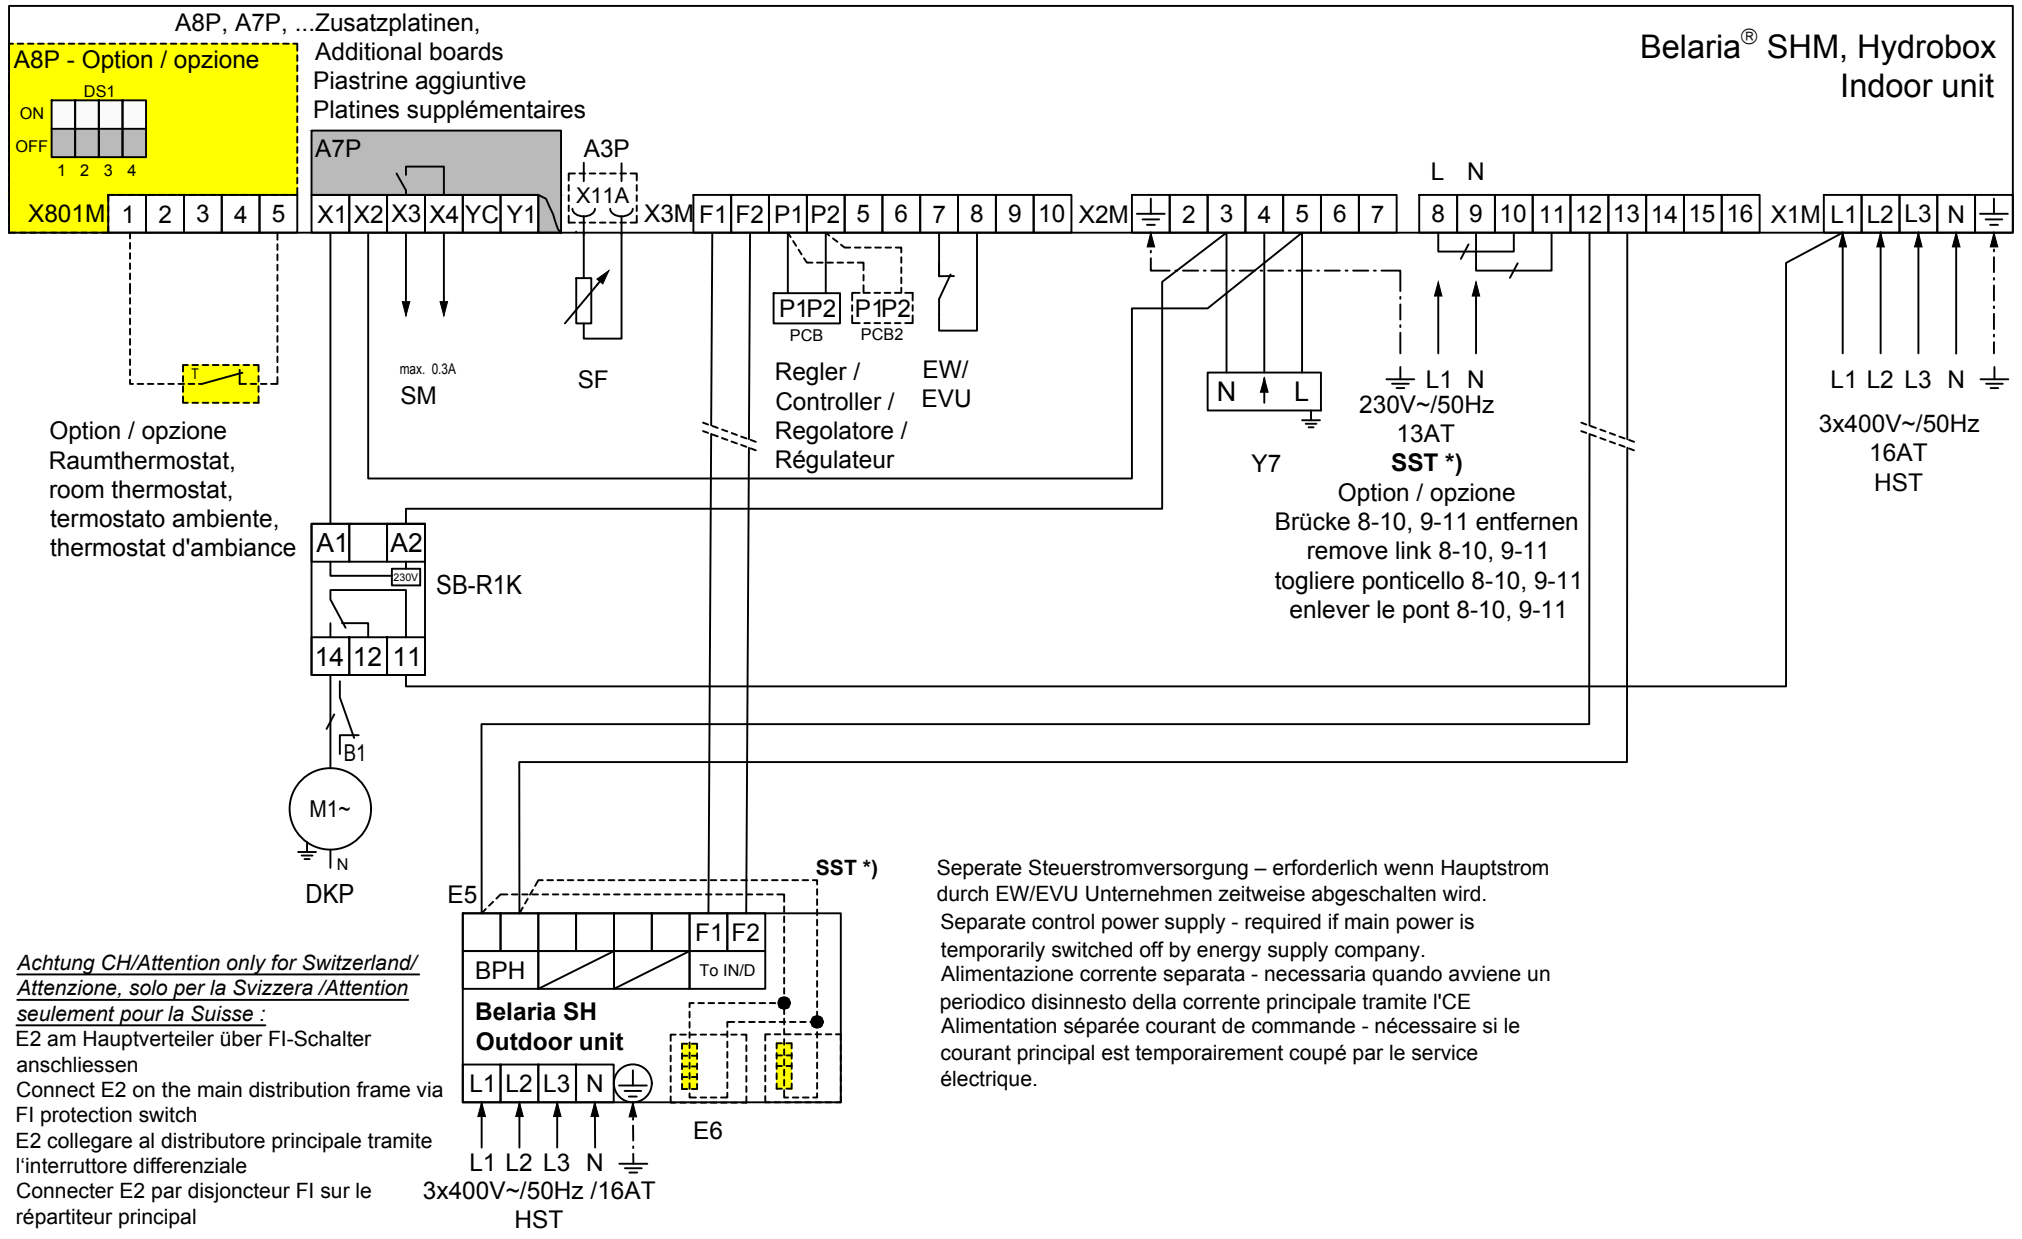 A8P, A7P, ...Zusatzplatinen,
Additional boards
Piastrine aggiuntive
Platines supplémentaires
Belaria® SHM, Hydrobox
Indoor unit
A8P - Option / opzione
DS1
ON
OFF
1 2 3 4
A7P
A3P
X11A
L N
X801M 1 2 3 4 5
X1 X2 X3 X4 YC Y1
X3M F1 F2 P1 P2 5 6 7 8 9 10
X2M 2 3 4 5 6 7
8 9 10 11 12 13 14 15 16
X1M L1 L2 L3 N
T
max. 0.3A
SM
SF
P1P2
PCB
P1P2
PCB2
Regler /
Controller /
Regolatore /
Régulateur
EW/
EVU
N L
Y7
L1 N
230V~/50Hz
13AT
SST *)
Option / opzione
Brücke 8-10, 9-11 entfernen
remove link 8-10, 9-11
togliere ponticello 8-10, 9-11
enlever le pont 8-10, 9-11
L1 L2 L3 N
3x400V~/50Hz
16AT
HST
Option / opzione
Raumthermostat,
room thermostat,
termostato ambiente,
thermostat d'ambiance
A1 A2
230V
SB-R1K
14 12 11
B1
M1~
N
DKP
E5
SST *)
F1 F2
BPH
To IN/D
Belaria SH
Outdoor unit
L1 L2 L3 N
E6
L1 L2 L3 N
3x400V~/50Hz /16AT
HST
Seperate Steuerstromversorgung – erforderlich wenn Hauptstrom
durch EW/EVU Unternehmen zeitweise abgeschalten wird.
Separate control power supply - required if main power is
temporarily switched off by energy supply company.
Alimentazione corrente separata - necessaria quando avviene un
periodico disinnesto della corrente principale tramite l'CE
Alimentation séparée courant de commande - nécessaire si le
courant principal est temporairement coupé par le service
électrique.
Achtung CH/Attention only for Switzerland/
Attenzione, solo per la Svizzera /Attention
seulement pour la Suisse :
E2 am Hauptverteiler über FI-Schalter
anschliessen
Connect E2 on the main distribution frame via
FI protection switch
E2 collegare al distributore principale tramite
l'interruttore differenziale
Connecter E2 par disjoncteur FI sur le
répartiteur principal